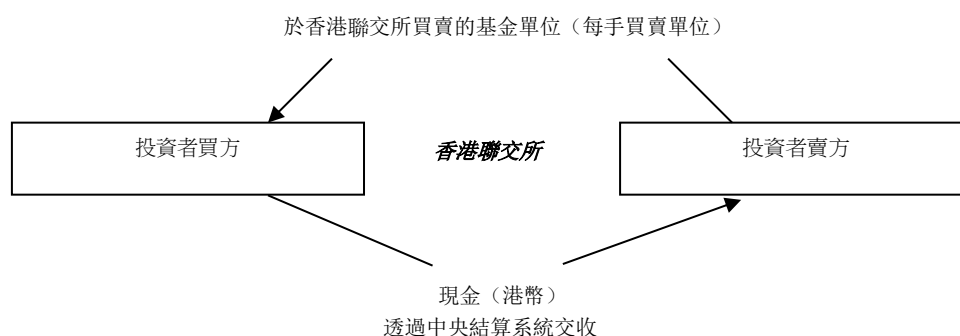 於香港聯交所買賣的基金單位（每手買賣單位）
投資者買方
香港聯交所
投資者賣方
現金（港幣）
透過中央結算系統交收